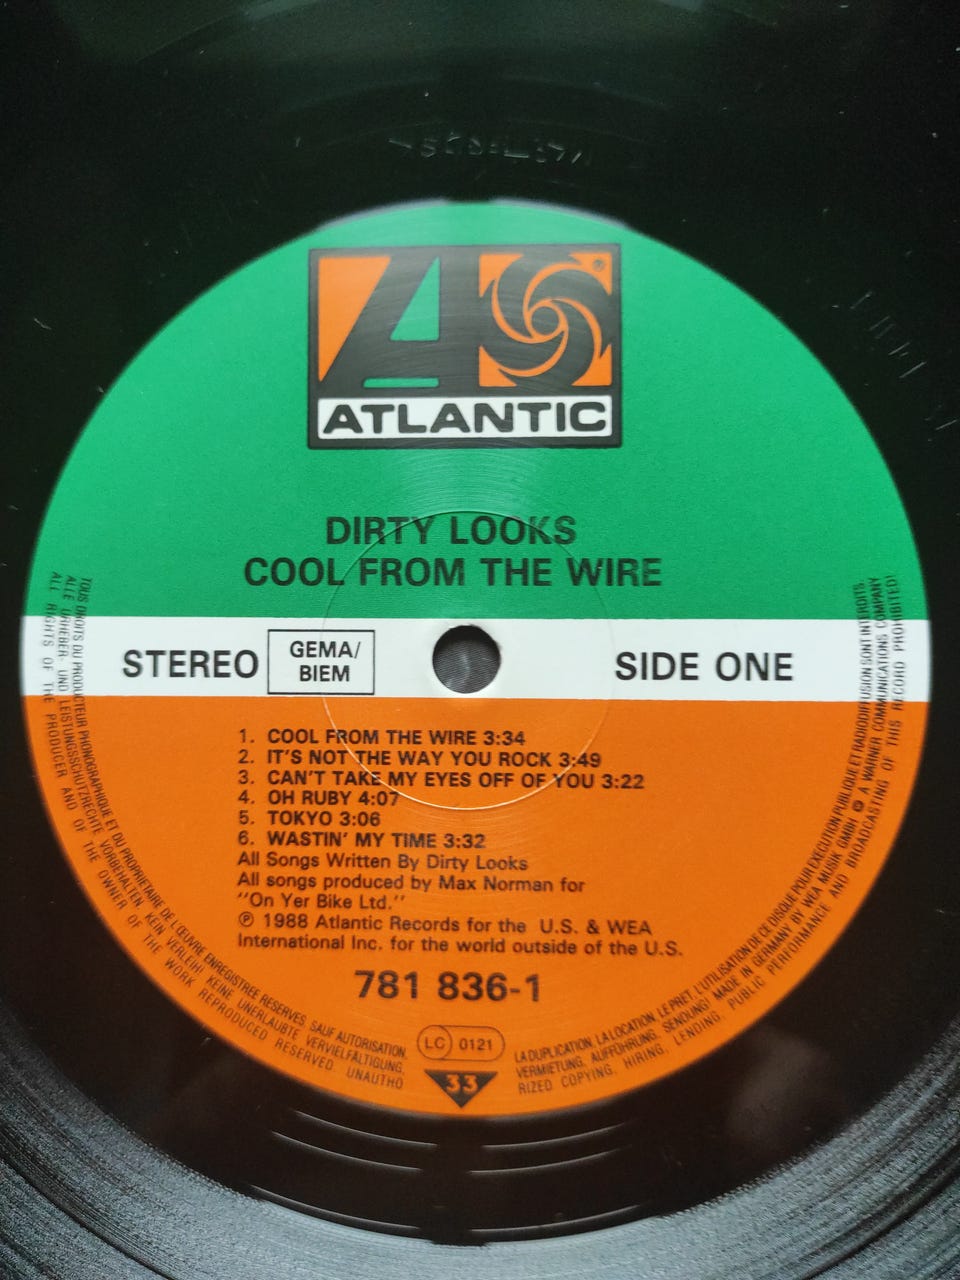 ATLANTIC
DIRTY LOOKS
COOL FROM THE WIRE
STEREO
GEMA/
BIEM
SIDE ONE
1. COOL FROM THE WIRE 3:34
2. IT'S NOT THE WAY YOU ROCK 3:49
3. CAN'T TAKE MY EYES OFF OF YOU 3:22
4. OH RUBY 4:07
5. TOKYO 3:06
6. WASTIN' MY TIME 3:32
All Songs Written By Dirty Looks
All songs produced by Max Norman for
"On Yer Bike Ltd."
℗ 1988 Atlantic Records for the U.S. & WEA
International Inc. for the world outside of the U.S.
781 836-1
LC 0121
33
TOUS DROITS DU PRODUCTEUR PHONOGRAPHIQUE ET DU PROPRIETAIRE DE L'ŒUVRE ENREGISTREE RESERVES. SAUF AUTORISATION,
LA DUPLICATION, LA LOCATION, LE PRET, L'UTILISATION DE CE DISQUE POUR EXECUTION PUBLIQUE ET RADIODIFUSION SONT INTERDITS.
ALLE URHEBER- UND LEISTUNGSSCHUTZRECHTE VORBEHALTEN KEIN VERLEIH! KEINE UNERLAUBTE VERVIELFÄLTIGUNG,
VERMIETUNG, AUFFÜHRUNG, SENDUNG! MADE IN GERMANY BY WEA MUSIK GMBH A WARNER COMMUNICATIONS COMPANY
ALL RIGHTS OF THE PRODUCER AND OF THE OWNER OF THE WORK REPRODUCED RESERVED. UNAUTHO
RIZED COPYING, HIRING, LENDING, PUBLIC PERFORMANCE AND BROADCASTING OF THIS RECORD PROHIBITED!